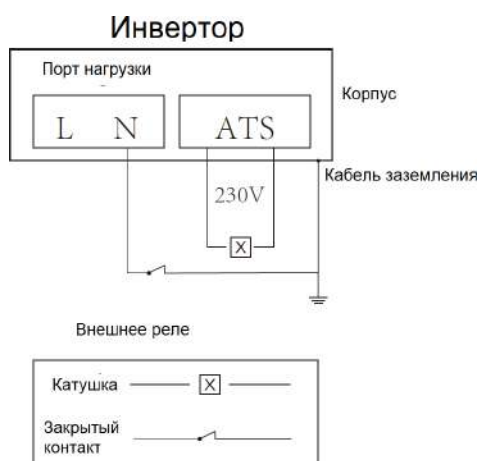 Инвертор
Порт нагрузки
Корпус
L N
ATS
Кабель заземления
230V
X
Внешнее реле
Катушка
X
Закрытый
контакт